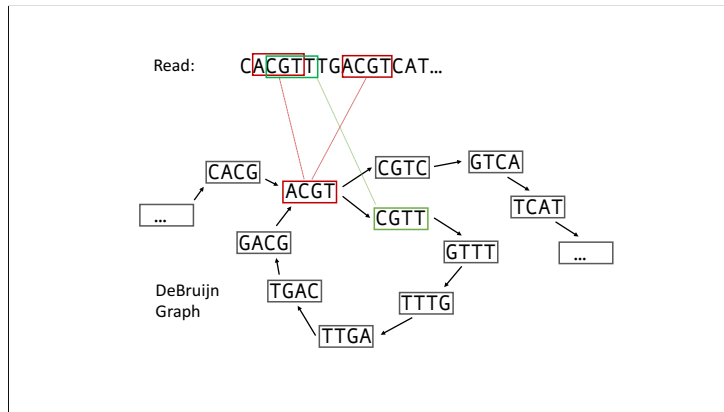 Read: CACGTTTGACGTCAT...
CACG
CGTC
GTCA
ACGT
...
CGTT
TCAT
GACG
GTTT
...
TGAC
DeBruijn
Graph
TTTG
TTGA